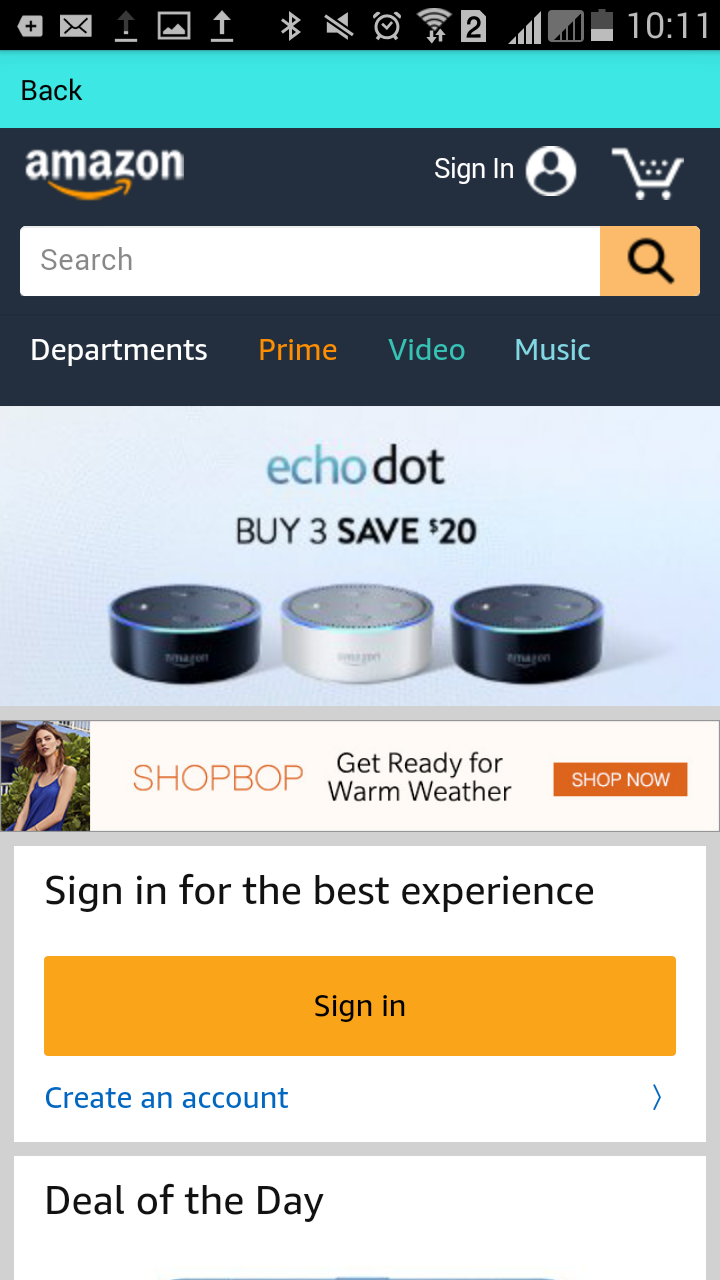 2 10:11
Back
amazon
Sign In
Search
Departments Prime Video Music
echo dot
BUY 3 SAVE $20
amazon amazon amazon
SHOPBOP
Get Ready for
Warm Weather
SHOP NOW
Sign in for the best experience
Sign in
Create an account
Deal of the Day